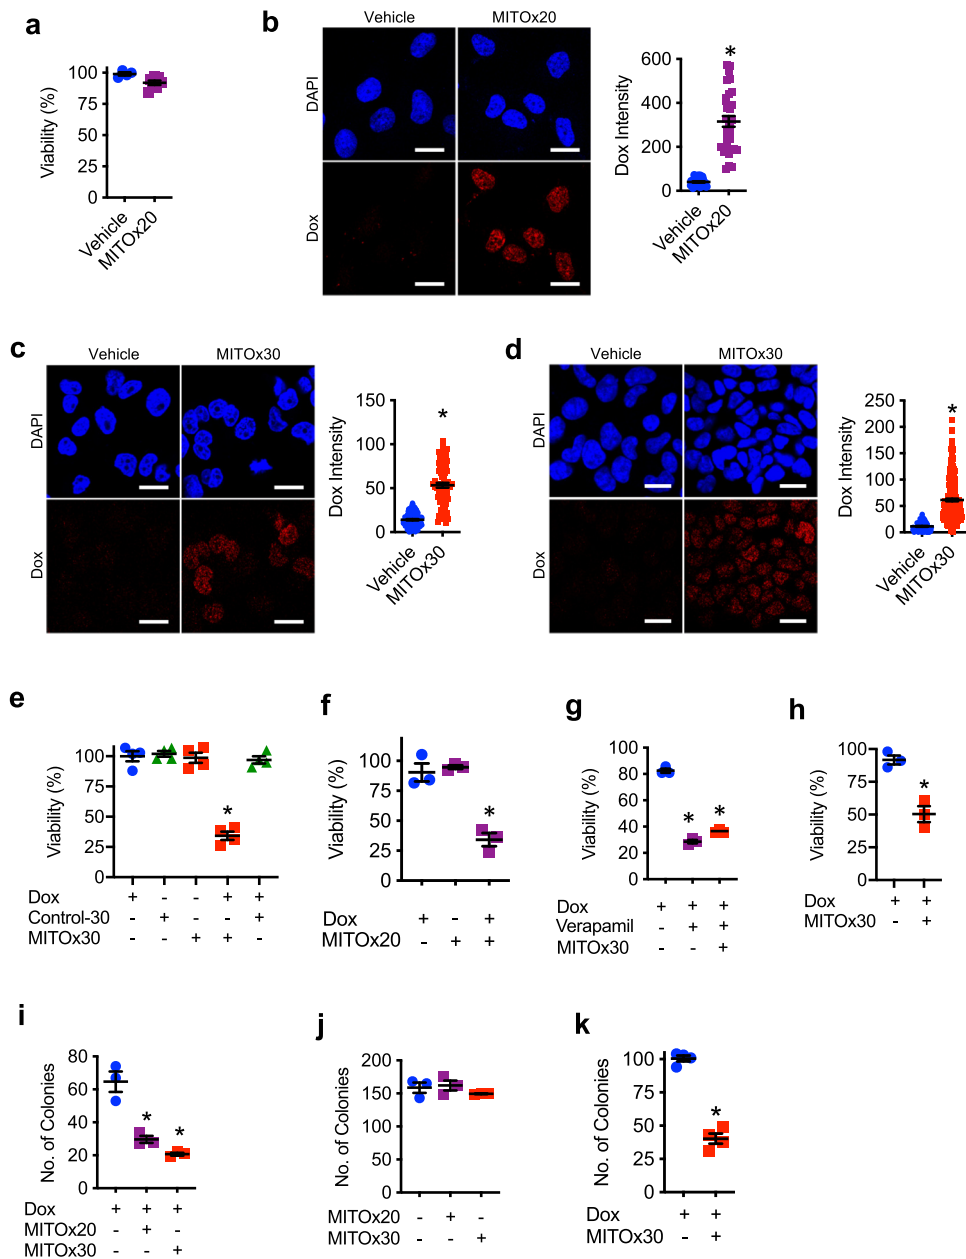 a
Viability (%)
100
75
50
25
0
Vehicle
MITOx20
b
Vehicle
MITOx20
DAPI
Dox
Dox Intensity
600
400
200
0
*
Vehicle
MITOx20
c
Vehicle
MITOx30
DAPI
Dox
Dox Intensity
150
100
50
0
*
Vehicle
MITOx30
d
Vehicle
MITOx30
DAPI
Dox
Dox Intensity
250
200
150
100
50
0
*
Vehicle
MITOx30
e
Viability (%)
100
75
50
25
0
*
Dox + - - + +
Control-30 - + - - +
MITOx30 - - + + -
f
Viability (%)
100
75
50
25
0
*
Dox + - +
MITOx20 - + +
g
Viability (%)
80
60
40
20
0
* *
Dox + + +
Verapamil - + +
MITOx30 - - +
h
Viability (%)
100
50
0
*
Dox + +
MITOx30 - +
i
No. of Colonies
80
60
40
20
0
* *
Dox + + +
MITOx20 - + -
MITOx30 - - +
j
No. of Colonies
200
150
100
50
0
MITOx20 - + -
MITOx30 - - +
k
No. of Colonies
100
75
50
25
0
*
Dox + +
MITOx30 - +